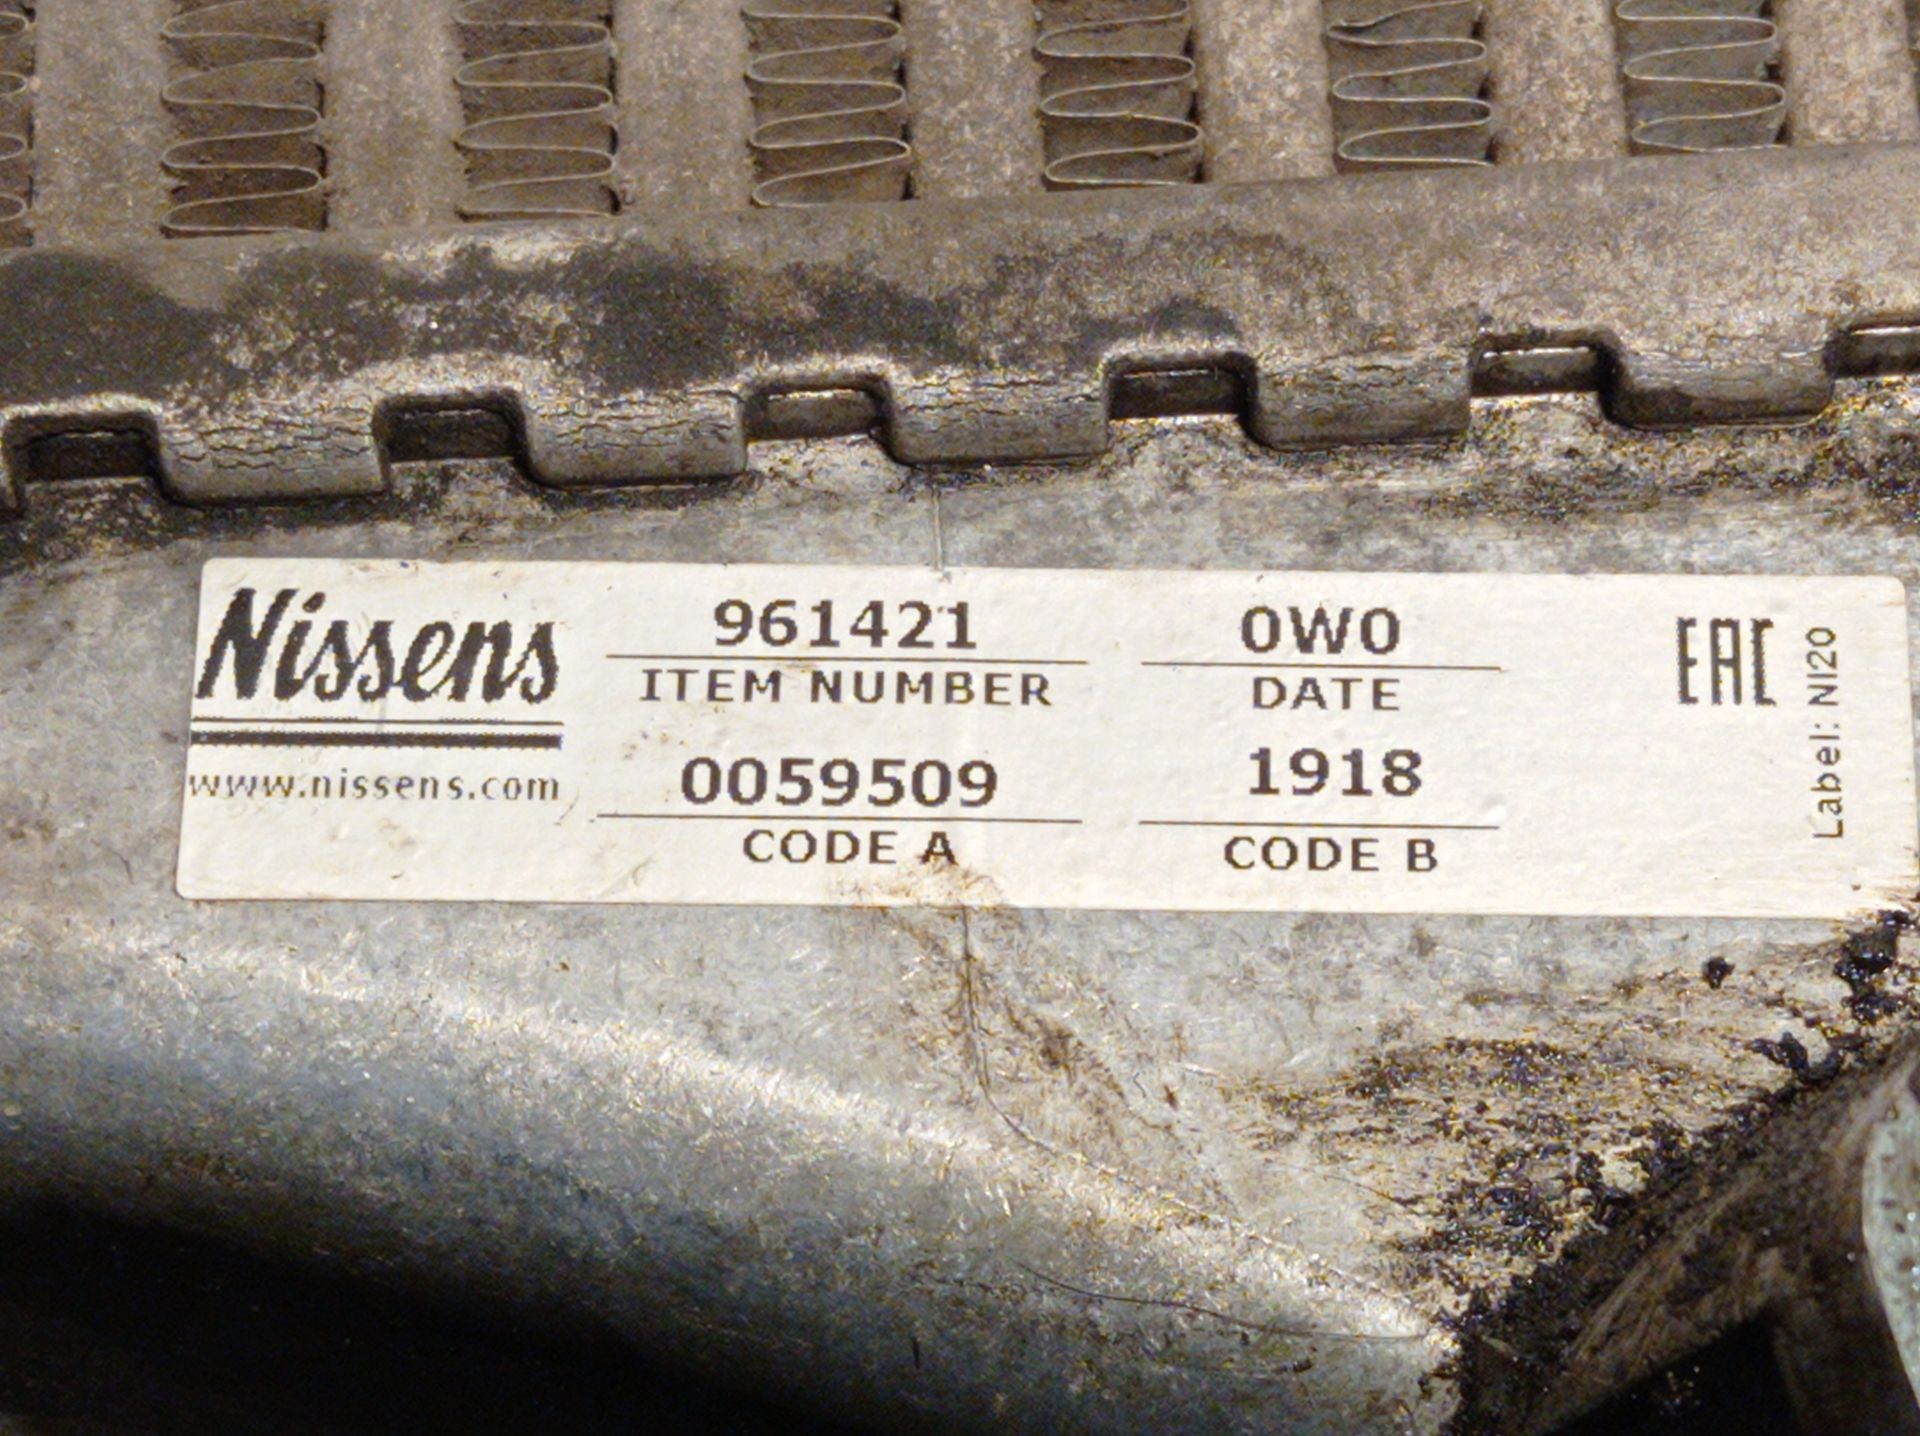 Nissens
www.nissens.com
961421
ITEM NUMBER
0059509
CODE A
0W0
DATE
1918
CODE B
EAC
Label: NI20